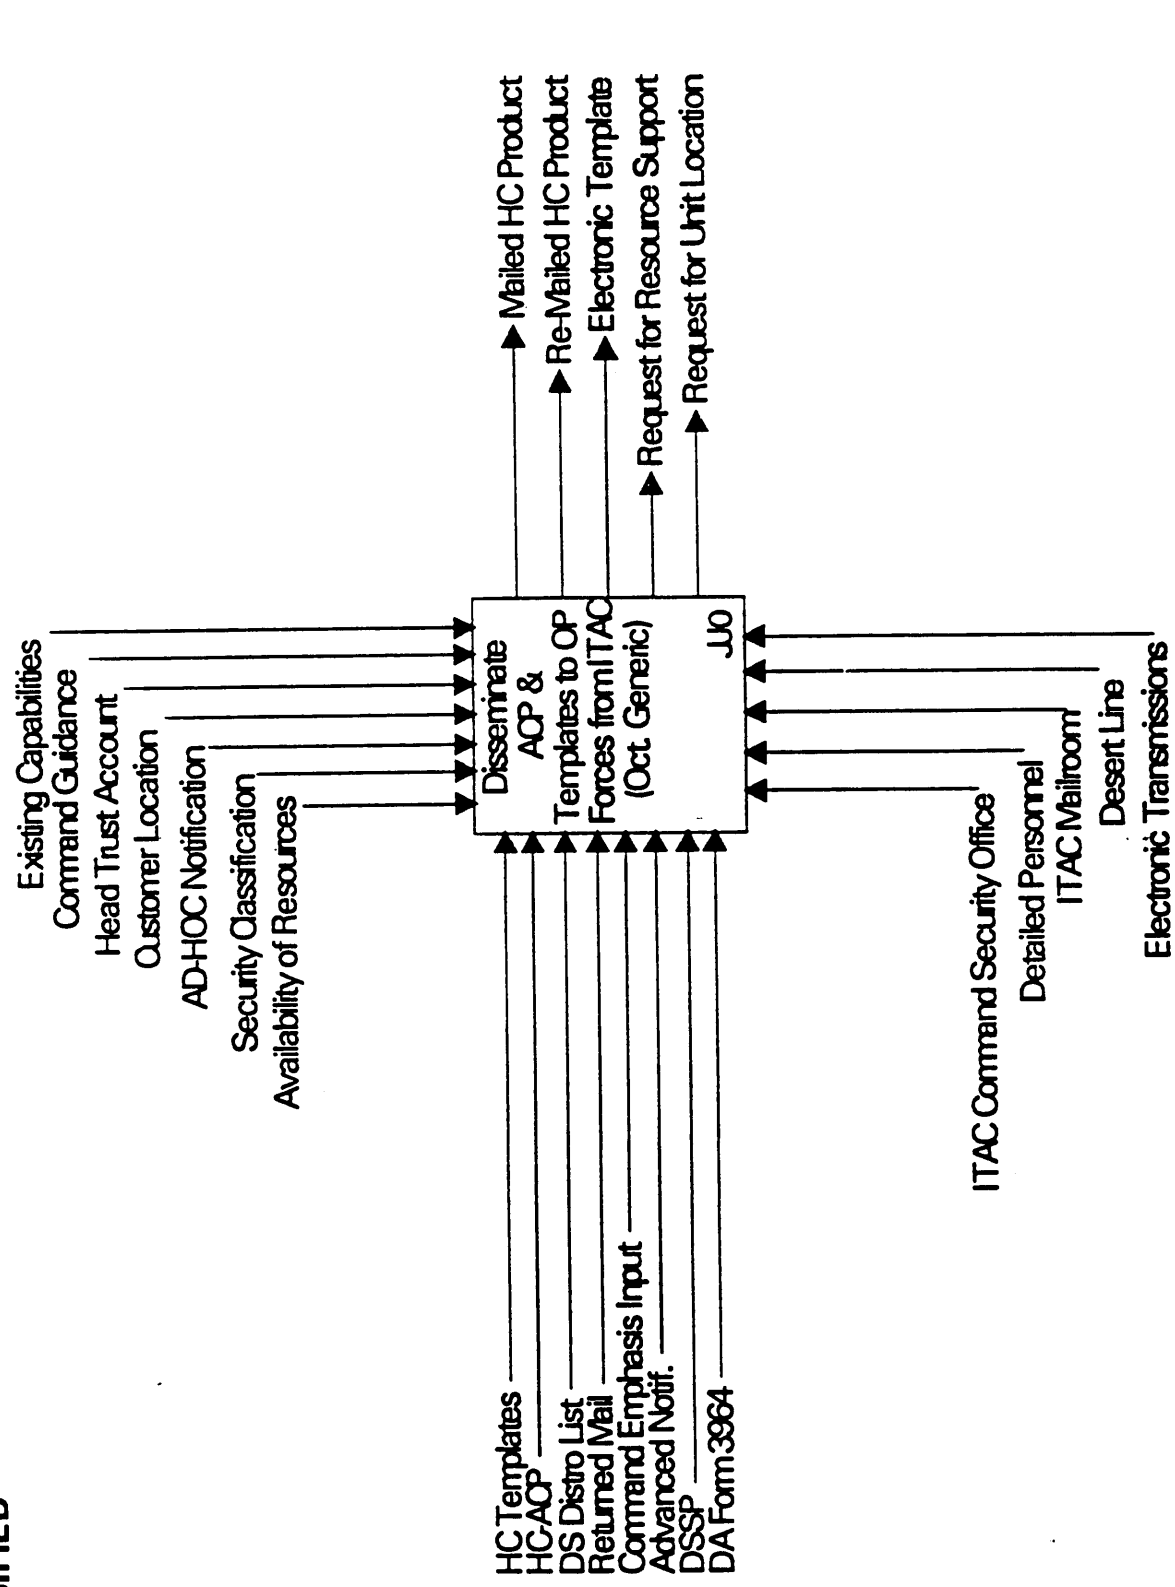 Existing Capabilities
Command Guidance
Head Trust Account
Customer Location
AD-HOC Notification
Security Classification
Availability of Resources
HC Templates
HC-ACP
DS Distro List
Returned Mail
Command Emphasis Input
Advanced Notif.
DSSP
DA Form 3964
Disseminate
ACP &
Templates to OP
Forces from ITAC
(Oct. Generic)
JJ0
Mailed HC Product
Re-Mailed HC Product
Electronic Template
Request for Resource Support
Request for Unit Location
ITAC Command Security Office
Detailed Personnel
ITAC Mailroom
Desert Line
Electronic Transmissions